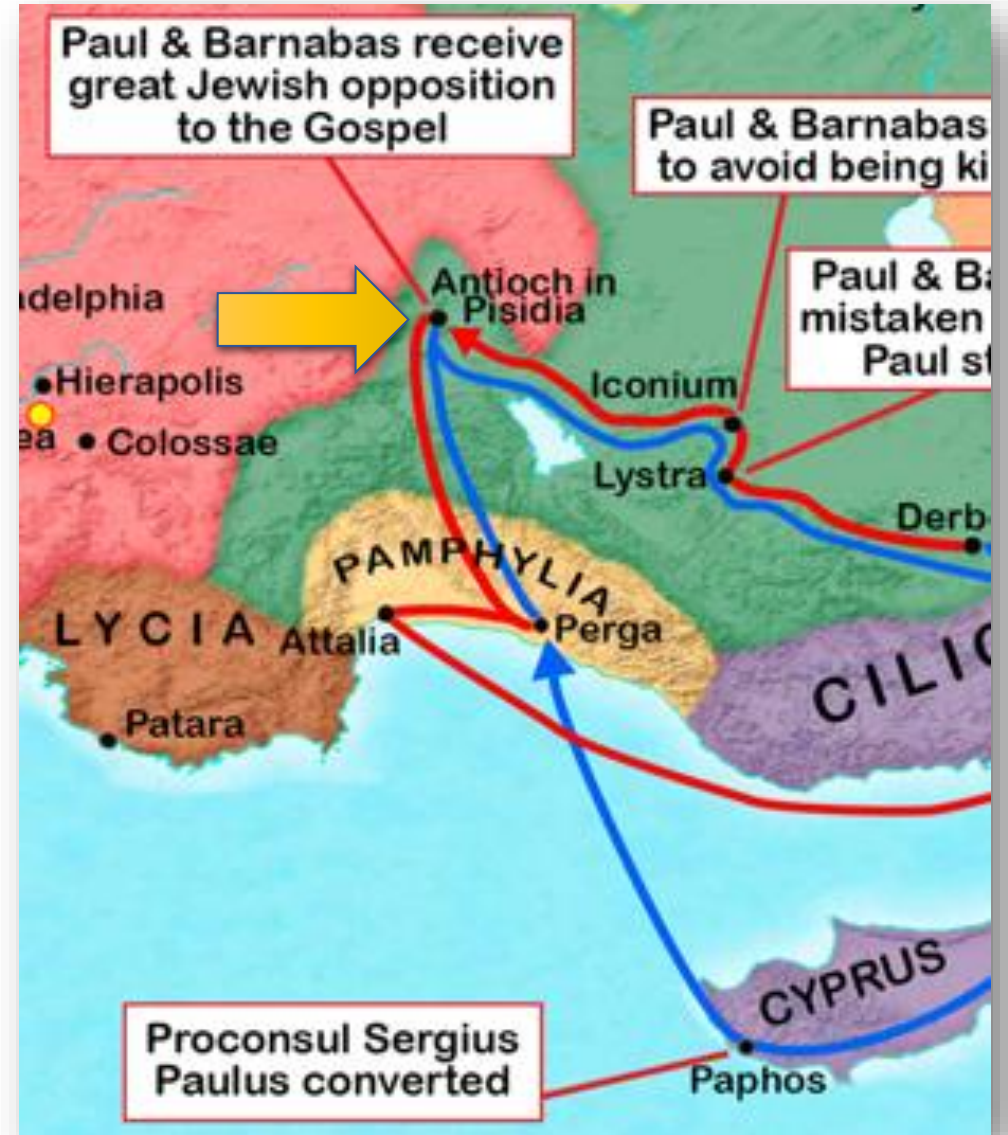 Paul & Barnabas receive
great Jewish opposition
to the Gospel
Paul & Barnabas
to avoid being ki
Antioch in
Pisidia
Paul & Ba
mistaken
Paul st
adelphia
Hierapolis
Iconium
ea
Colossae
Lystra
Derb
PAMPHYLIA
LYCIA
Attalia
Perga
CILIC
Patara
CYPRUS
Proconsul Sergius
Paulus converted
Paphos